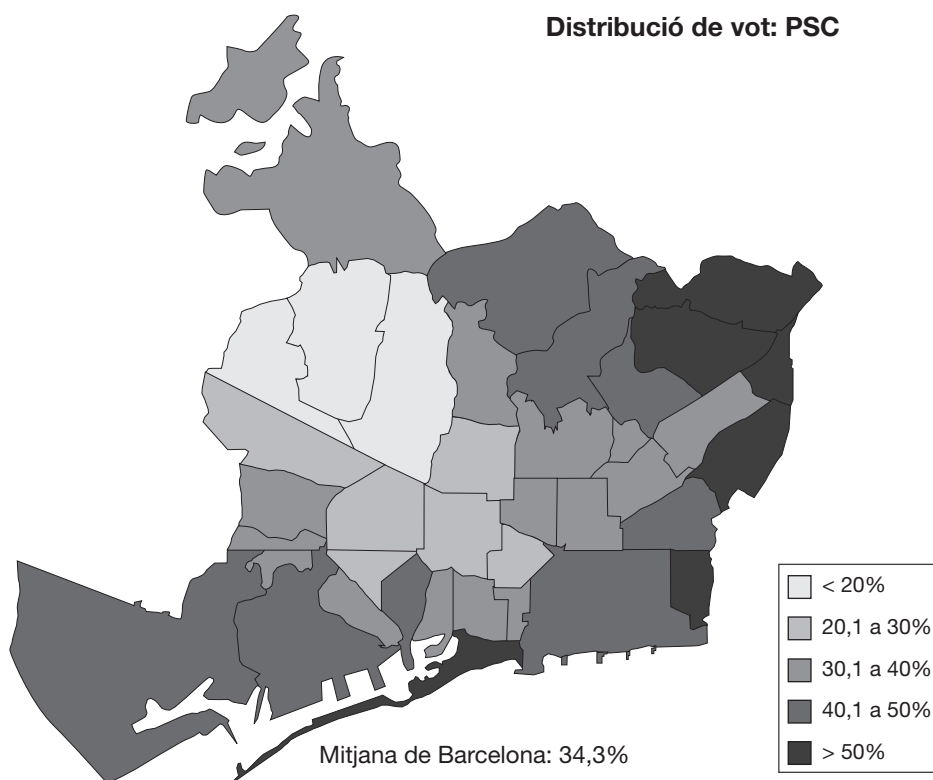 Distribució de vot: PSC
< 20%
20,1 a 30%
30,1 a 40%
40,1 a 50%
> 50%
Mitjana de Barcelona: 34,3%